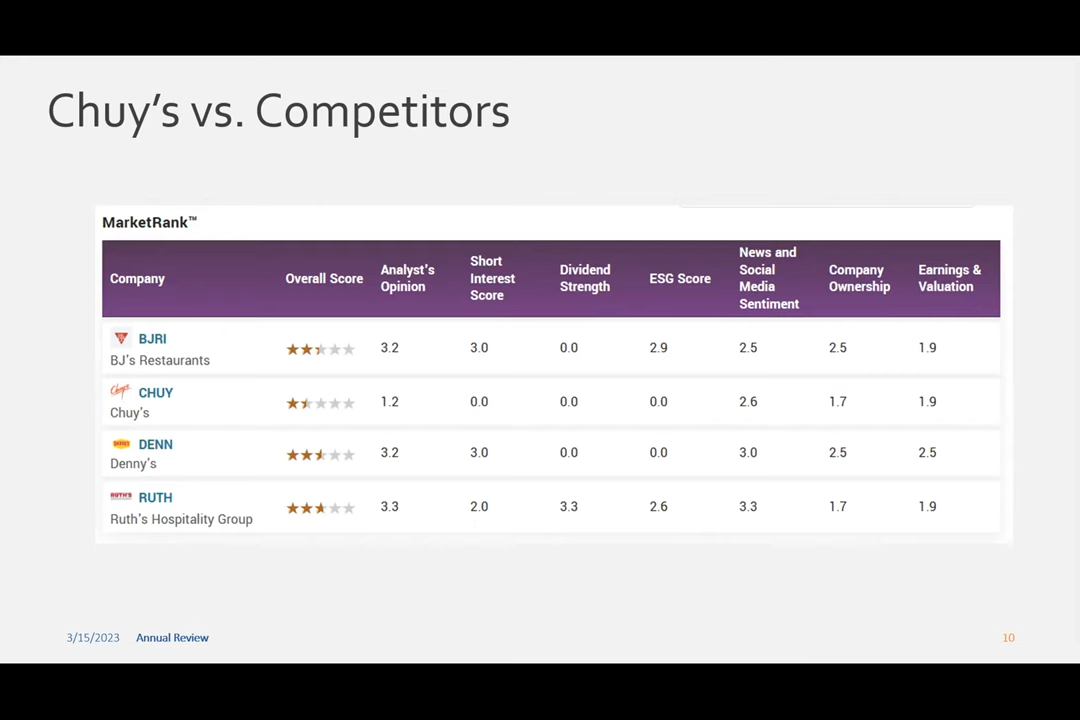 Chuy's vs. Competitors
MarketRank™
Company Overall Score Analyst's Opinion Short Interest Score Dividend Strength ESG Score News and Social Media Sentiment Company Ownership Earnings & Valuation
BJRI
BJ's Restaurants
3.2 3.0 0.0 2.9 2.5 2.5 1.9
Chuy's CHUY
Chuy's
1.2 0.0 0.0 0.0 2.6 1.7 1.9
DENNY'S DENN
Denny's
3.2 3.0 0.0 0.0 3.0 2.5 2.5
RUTH'S RUTH
Ruth's Hospitality Group
3.3 2.0 3.3 2.6 3.3 1.7 1.9
3/15/2023 Annual Review 10